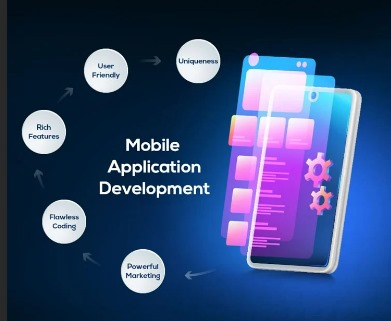 User
Friendly
Uniqueness
Rich
Features
Mobile
Application
Development
Flawless
Coding
Powerful
Marketing